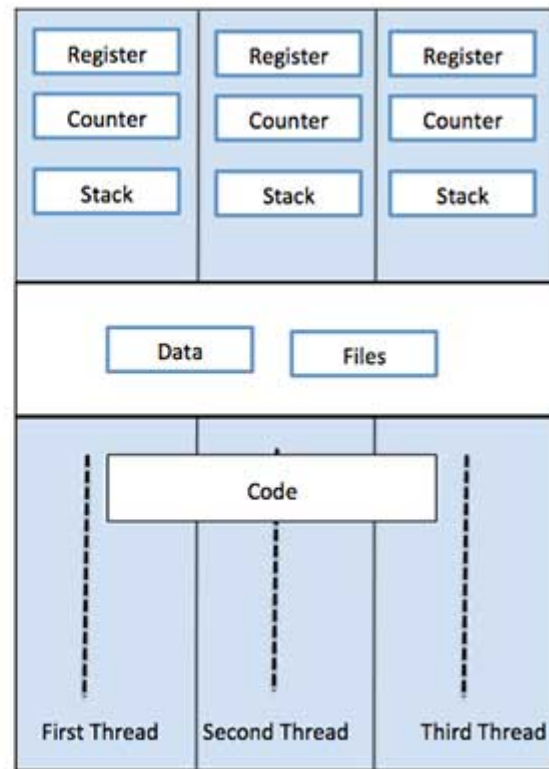 Register Register Register
Counter Counter Counter
Stack Stack Stack
Data Files
Code
First Thread Second Thread Third Thread